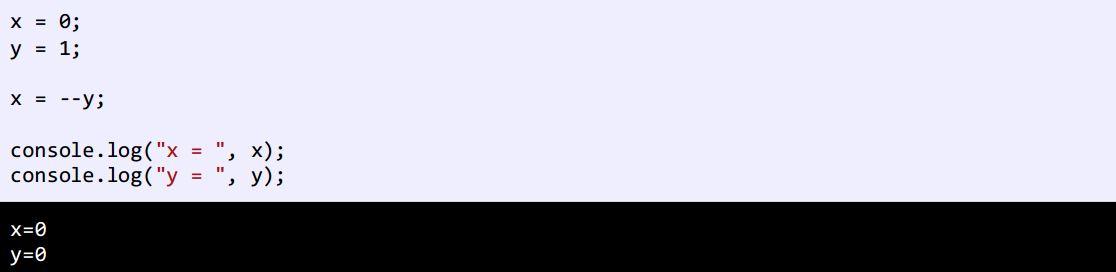 x = 0;
y = 1;
x = --y;
console.log("x = ", x);
console.log("y = ", y);
x=0
y=0